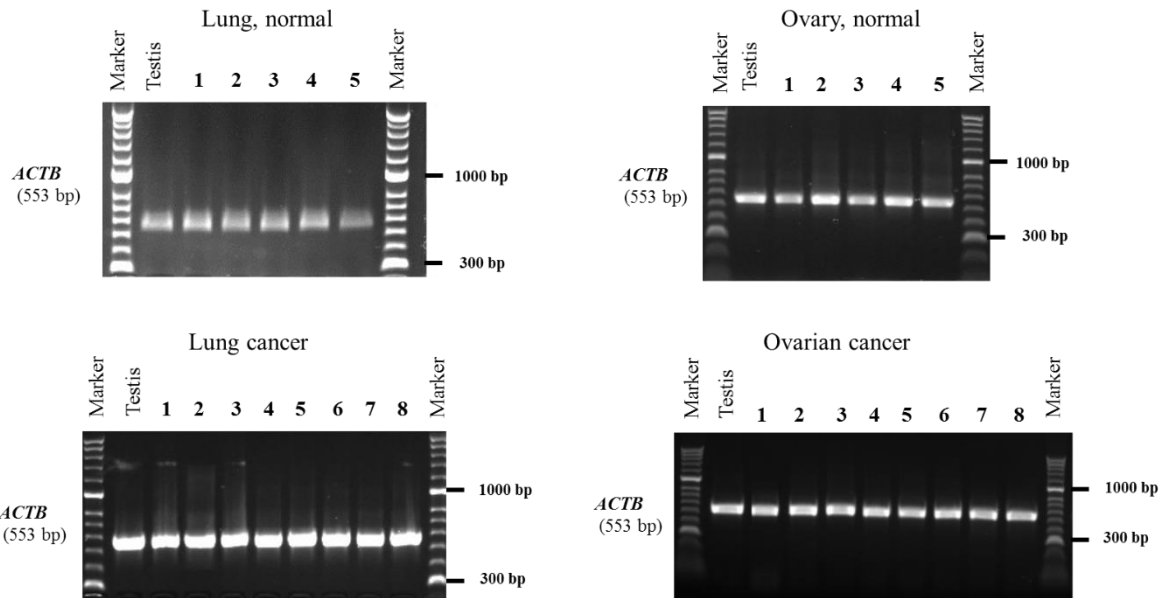 Lung, normal
Marker
Testis
1 2 3 4 5
Marker
ACTB
(553 bp)
1000 bp
300 bp
Ovary, normal
Marker
Testis
1 2 3 4 5
Marker
ACTB
(553 bp)
1000 bp
300 bp
Lung cancer
Marker
Testis
1 2 3 4 5 6 7 8
Marker
ACTB
(553 bp)
1000 bp
300 bp
Ovarian cancer
Marker
Testis
1 2 3 4 5 6 7 8
Marker
ACTB
(553 bp)
1000 bp
300 bp